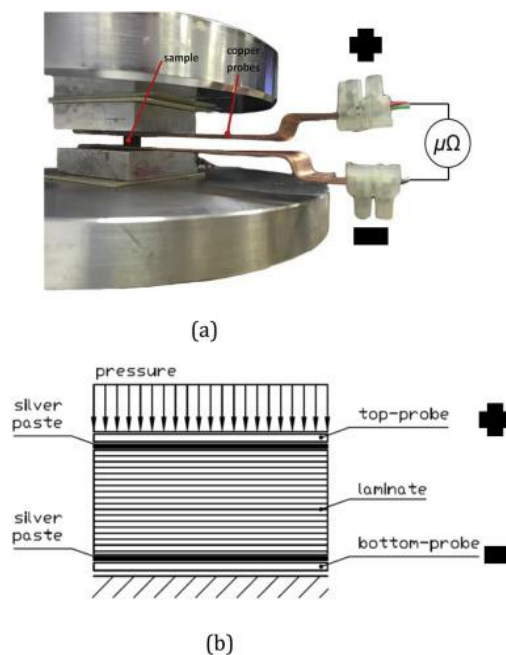 sample
copper
probes
μΩ
(a)
pressure
silver
paste
top-probe
laminate
silver
paste
bottom-probe
(b)